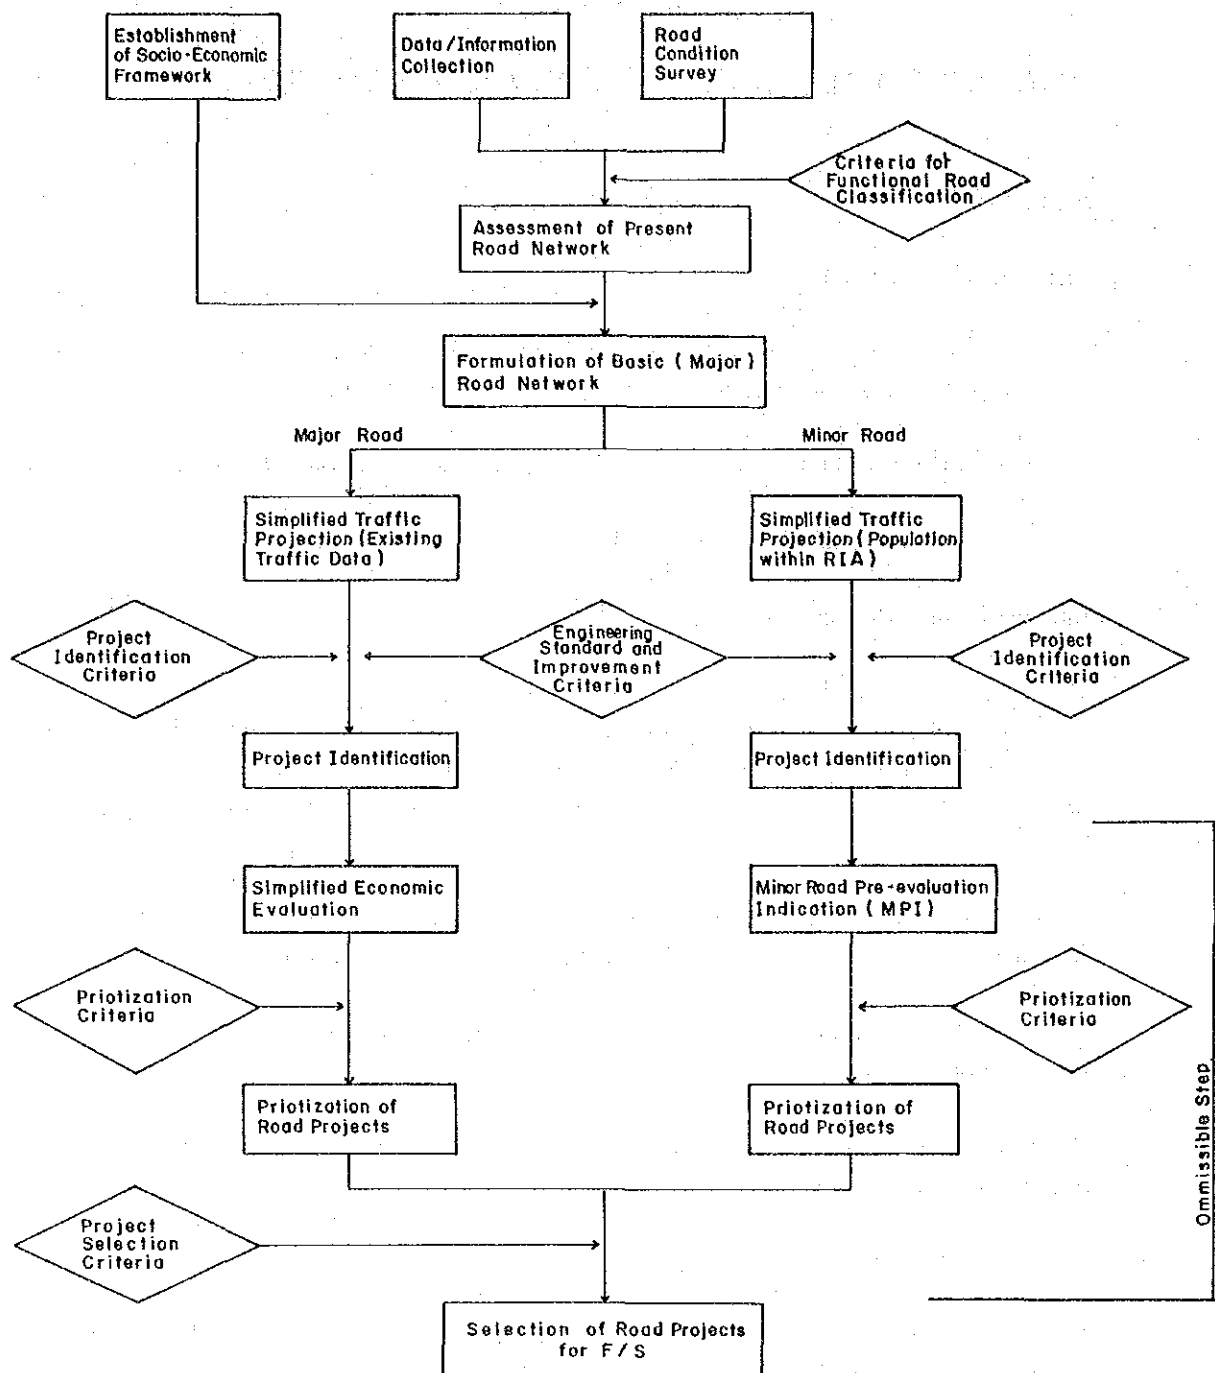 Establishment
of Socio-Economic
Framework
Data/Information
Collection
Road
Condition
Survey
Criteria for
Functional Road
Classification
Assessment of Present
Road Network
Formulation of Basic (Major)
Road Network
Major Road
Minor Road
Simplified Traffic
Projection (Existing
Traffic Data)
Simplified Traffic
Projection (Population
within RIA)
Project
Identification
Criteria
Engineering
Standard and
Improvement
Criteria
Project
Identification
Criteria
Project Identification
Project Identification
Simplified Economic
Evaluation
Minor Road Pre-evaluation
Indication (MPI)
Priotization
Criteria
Priotization
Criteria
Priotization of
Road Projects
Priotization of
Road Projects
Ommissible Step
Project
Selection
Criteria
Selection of Road Projects
for F/S